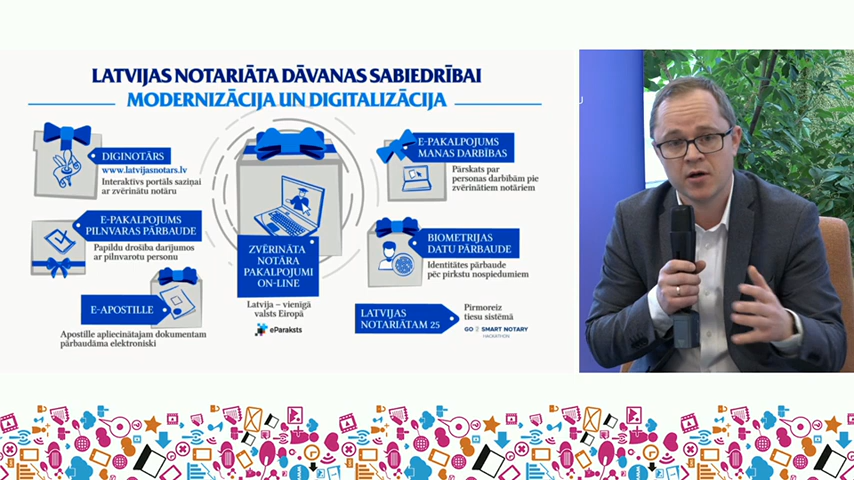 LATVIJAS NOTARIĀTA DĀVANAS SABIEDRĪBAI
MODERNIZĀCIJA UN DIGITALIZĀCIJA
DIGINOTĀRS
www.latvijasnotars.lv
Interaktīvs portāls saziņai
ar zvērinātu notāru
E-PAKALPOJUMS
PILNVARAS PĀRBAUDE
Papildu drošība darījumos
ar pilnvarotu personu
E-APOSTILLE
Apostille apliecinātajam dokumentam
pārbaudāma elektroniski
ZVĒRINĀTA
NOTĀRA
PAKALPOJUMI
ON-LINE
Latvija – vienīgā
valsts Eiropā
eParaksts
E-PAKALPOJUMS
MANAS DARBĪBAS
Pārskats par
personas darbībām pie
zvērinātiem notāriem
BIOMETRIJAS
DATU PĀRBAUDE
Identitātes pārbaude
pēc pirkstu nospiedumiem
LATVIJAS
NOTARIĀTAM 25
Pirmoreiz
tiesu sistēmā
SMART NOTARY
HACKATHON
U